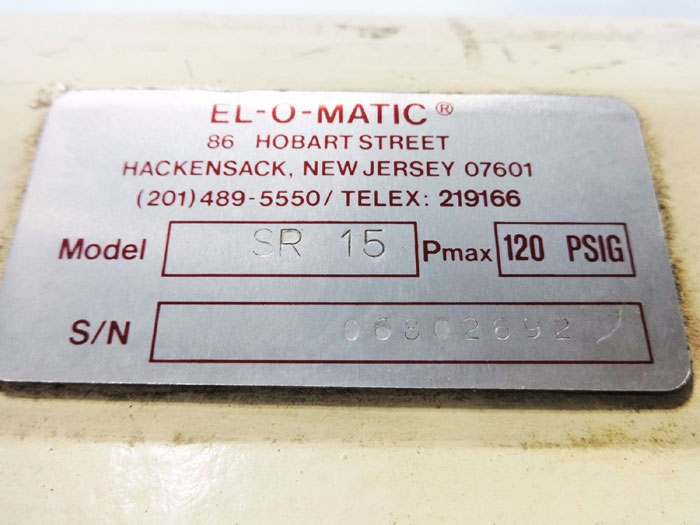 EL-O-MATIC®
86 HOBART STREET
HACKENSACK, NEW JERSEY 07601
(201)489-5550/ TELEX: 219166
Model SR 15 Pmax 120 PSIG
S/N 06802692